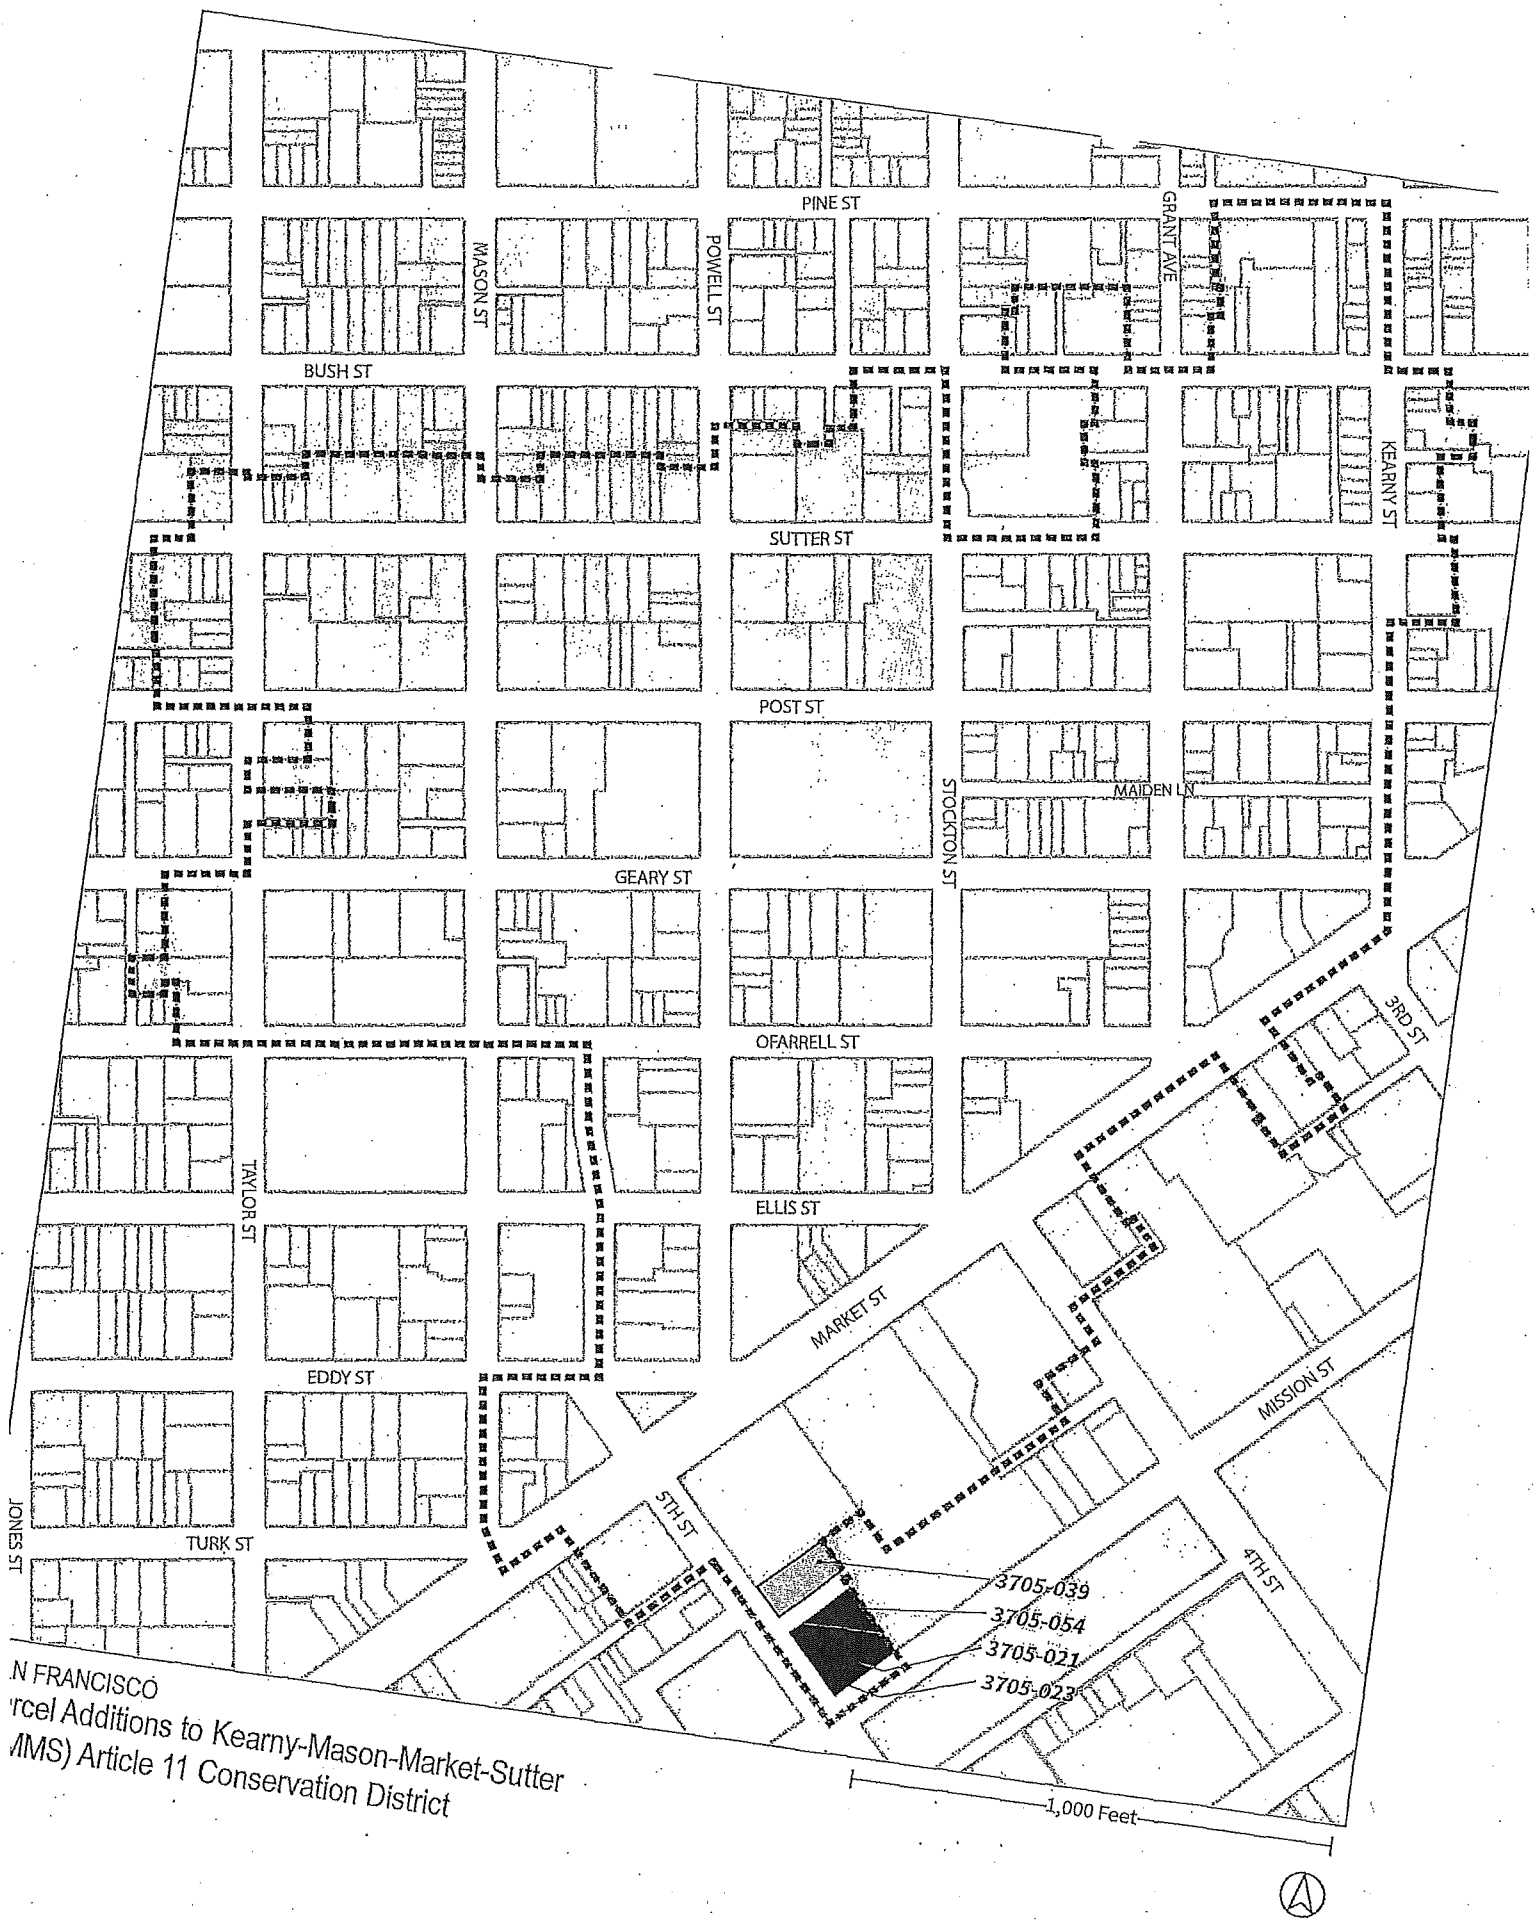 PINE ST
GRANT AVE
MASON ST
POWELL ST
BUSH ST
KEARNY ST
SUTTER ST
POST ST
STOCKTON ST
MAIDEN LN
GEARY ST
3RD ST
OFARRELL ST
TAYLOR ST
ELLIS ST
MARKET ST
EDDY ST
MISSION ST
JONES ST
5TH ST
TURK ST
4TH ST
3705-039
3705-054
3705-021
3705-023
N FRANCISCO
rcel Additions to Kearny-Mason-Market-Sutter
MMS) Article 11 Conservation District
1,000 Feet